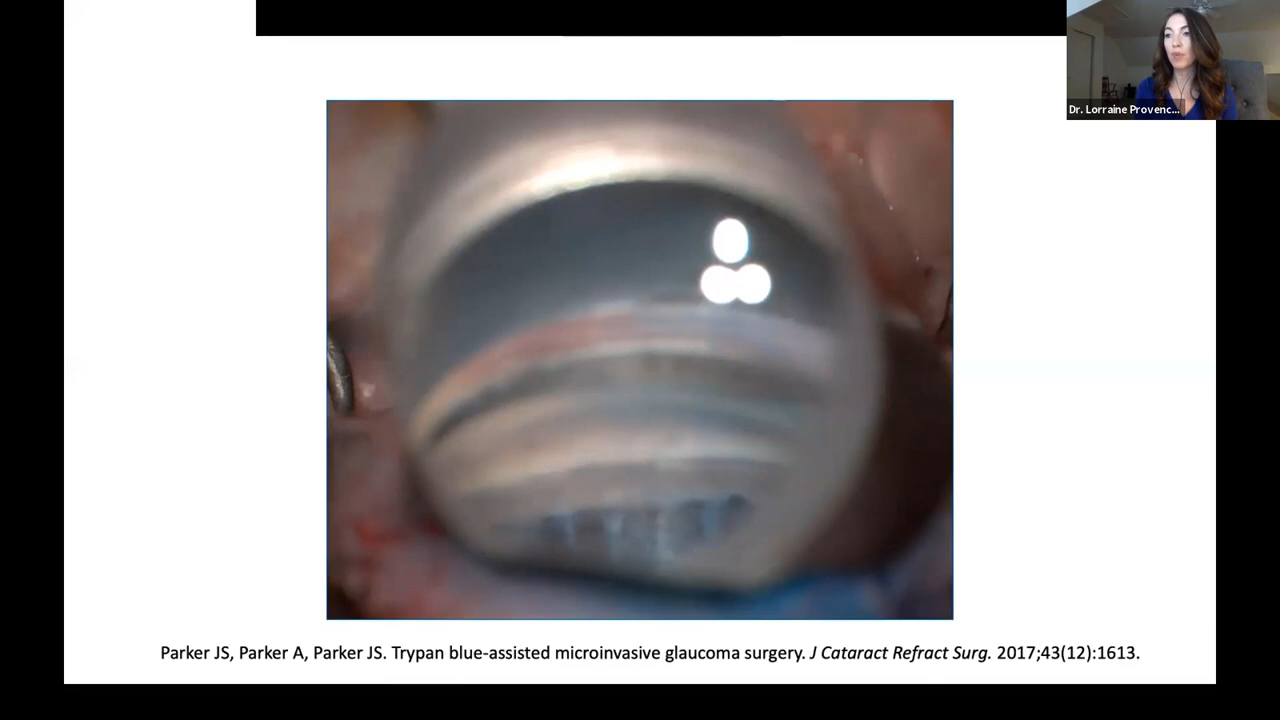 Dr. Lorraine Provenc...
Parker JS, Parker A, Parker JS. Trypan blue-assisted microinvasive glaucoma surgery. J Cataract Refract Surg. 2017;43(12):1613.